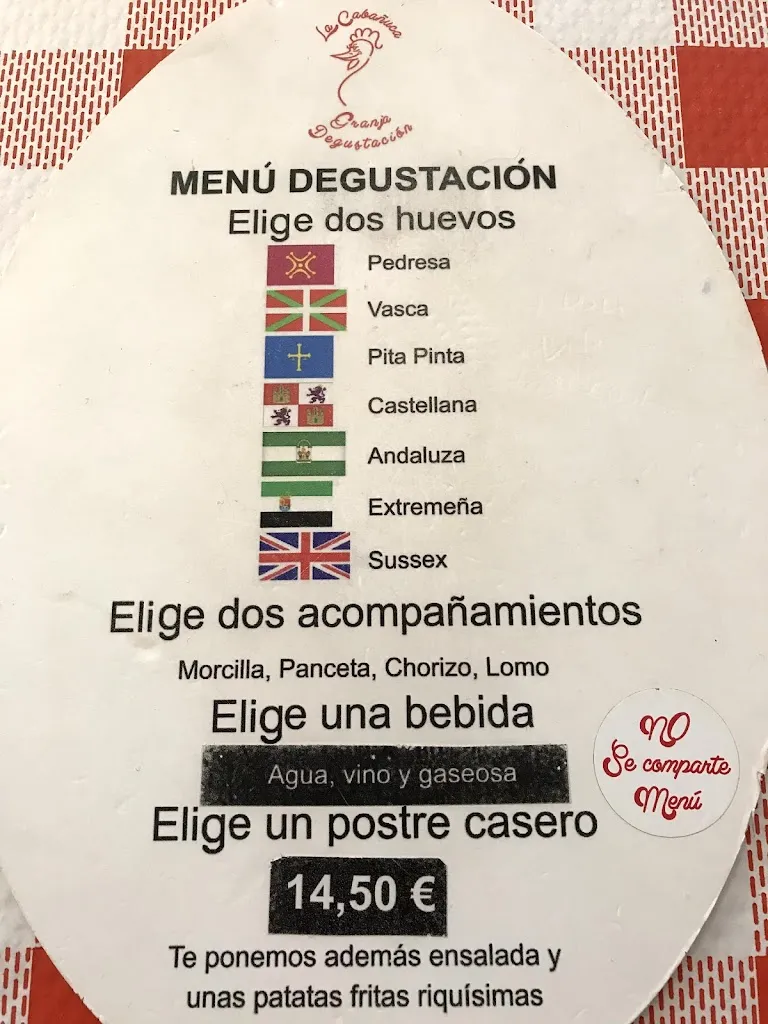 La Cabañuca
Granja
Degustación
MENÚ DEGUSTACIÓN
Elige dos huevos
Pedresa
Vasca
Pita Pinta
Castellana
Andaluza
Extremeña
Sussex
Elige dos acompañamientos
Morcilla, Panceta, Chorizo, Lomo
Elige una bebida
Agua, vino y gaseosa
NO
Se comparte
Menú
Elige un postre casero
14,50 €
Te ponemos además ensalada y
unas patatas fritas riquísimas